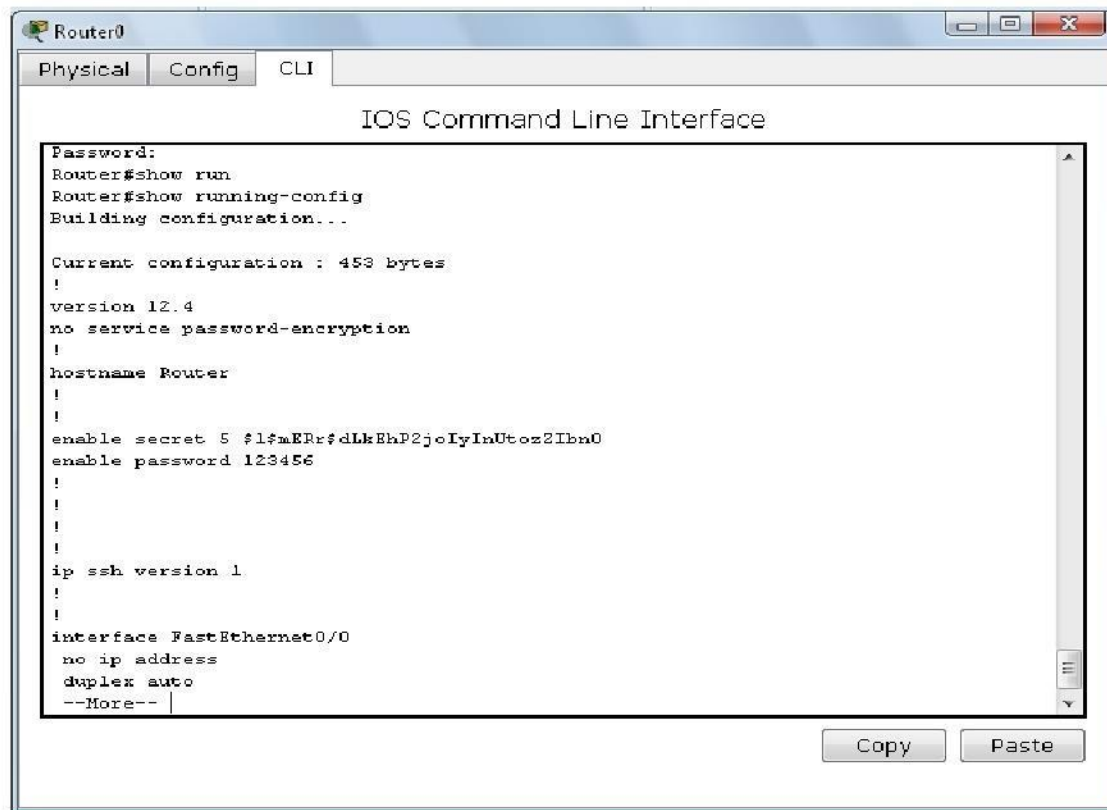 Router0
Physical Config CLI
IOS Command Line Interface
Password:
Router#show run
Router#show running-config
Building configuration...
Current configuration : 453 bytes
!
version 12.4
no service password-encryption
!
hostname Router
!
!
enable secret 5 $1$mERr$dLkEhP2joIyInUtoz2Ibn0
enable password 123456
!
!
!
!
ip ssh version 1
!
!
interface FastEthernet0/0
no ip address
duplex auto
--More--
Copy Paste